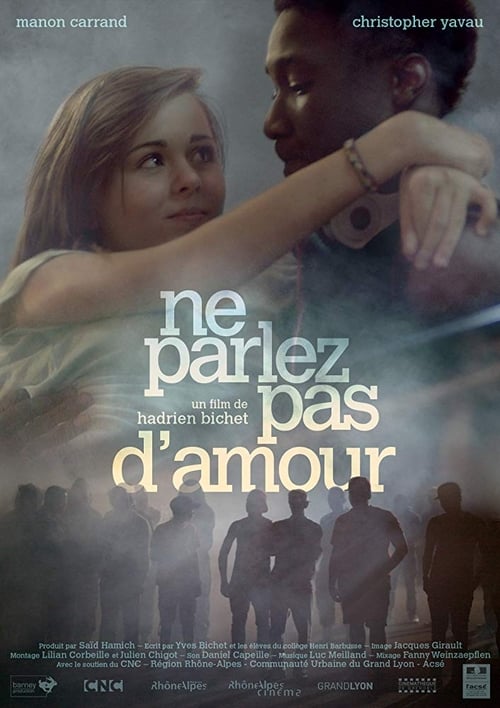 manon carrand christopher yavau
ne
parlez
un film de
hadrien bichet
pas
d'amour
Produit par Saïd Hamich – Ecrit par Yves Bichet et les élèves du collège Henri Barbusse – Image Jacques Girault
Montage Lilian Corbeille et Julien Chigot – Son Daniel Capeille – Musique Luc Meilland – Mixage Fanny Weinzaepflen
Avec le soutien du CNC – Région Rhône-Alpes - Communauté Urbaine du Grand Lyon - Acsé
barney
production
CNC
RhôneAlpes
RhôneAlpes
cinéma
GRANDLYON
l'acsé